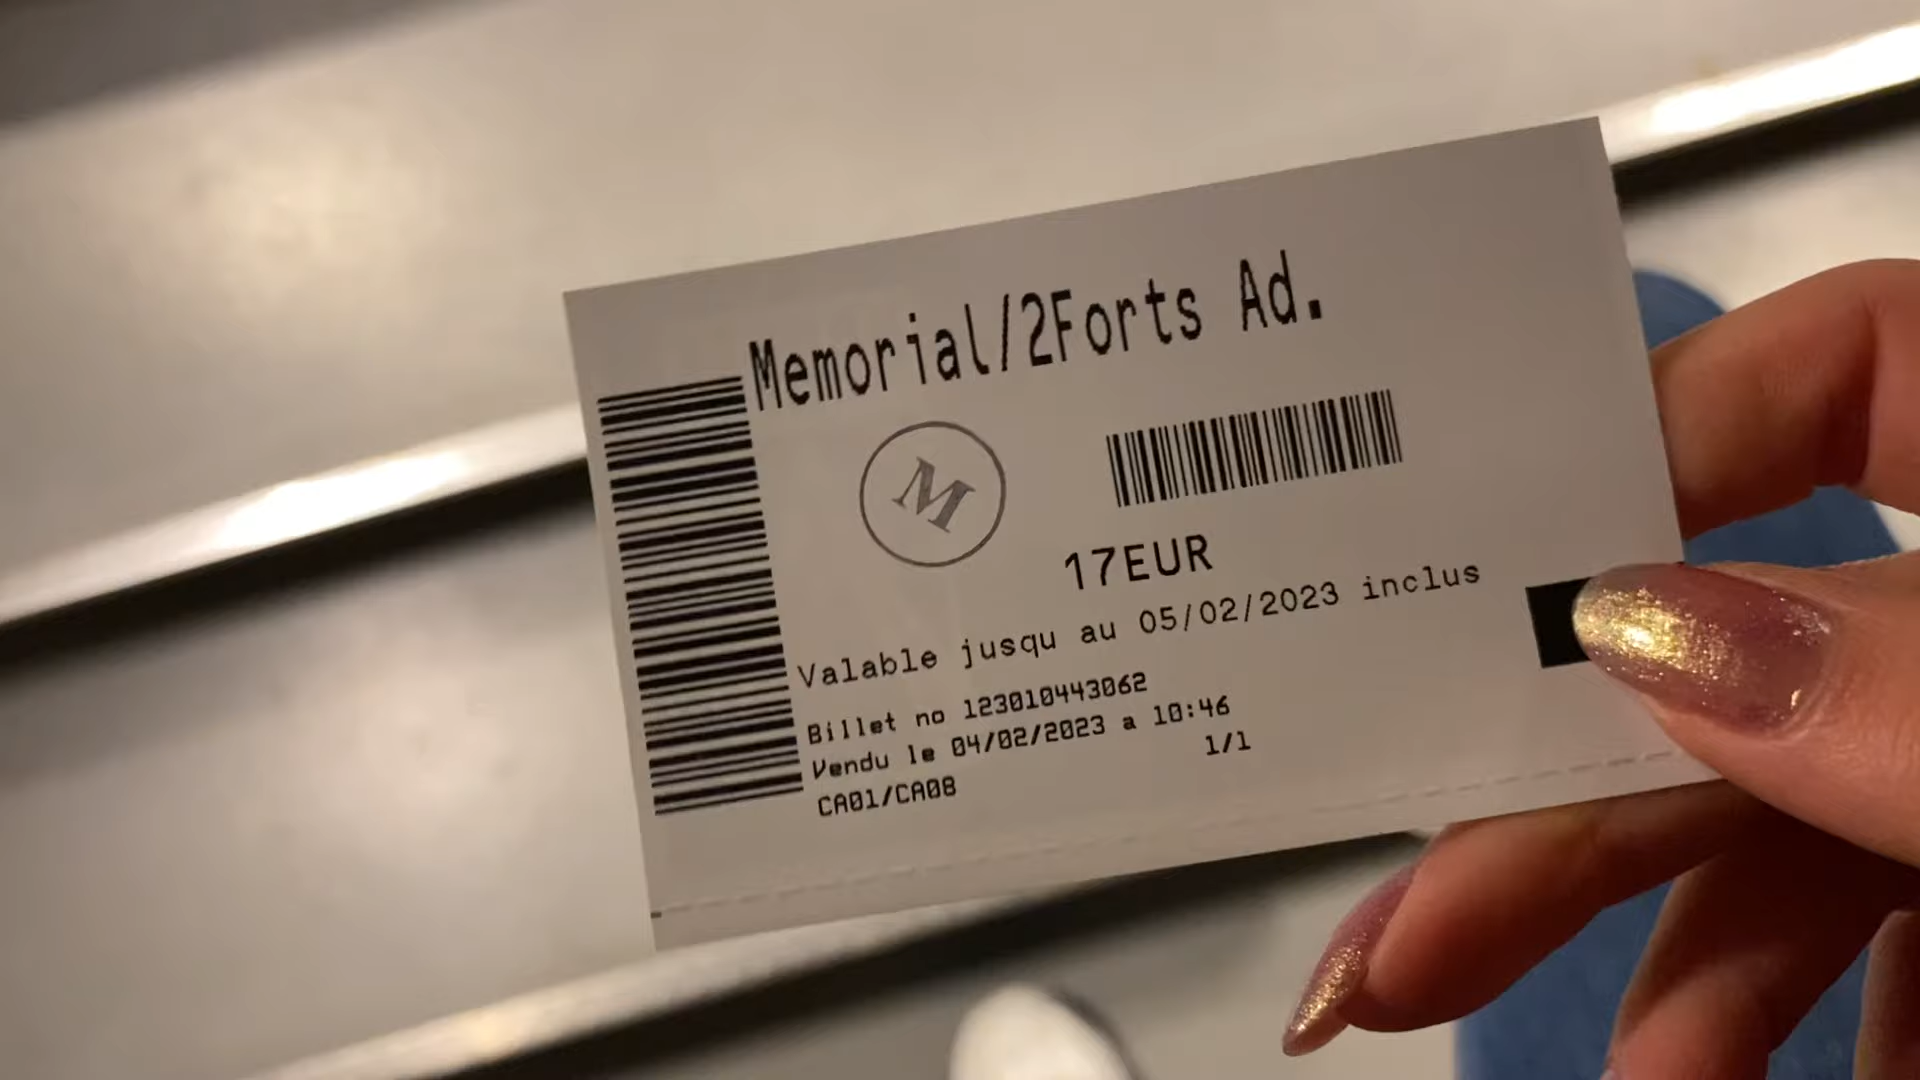 Memorial/2Forts Ad.
M
17EUR
Valable jusqu au 05/02/2023 inclus
Billet no 123010443062
Vendu le 04/02/2023 a 10:46
CA01/CA08 1/1